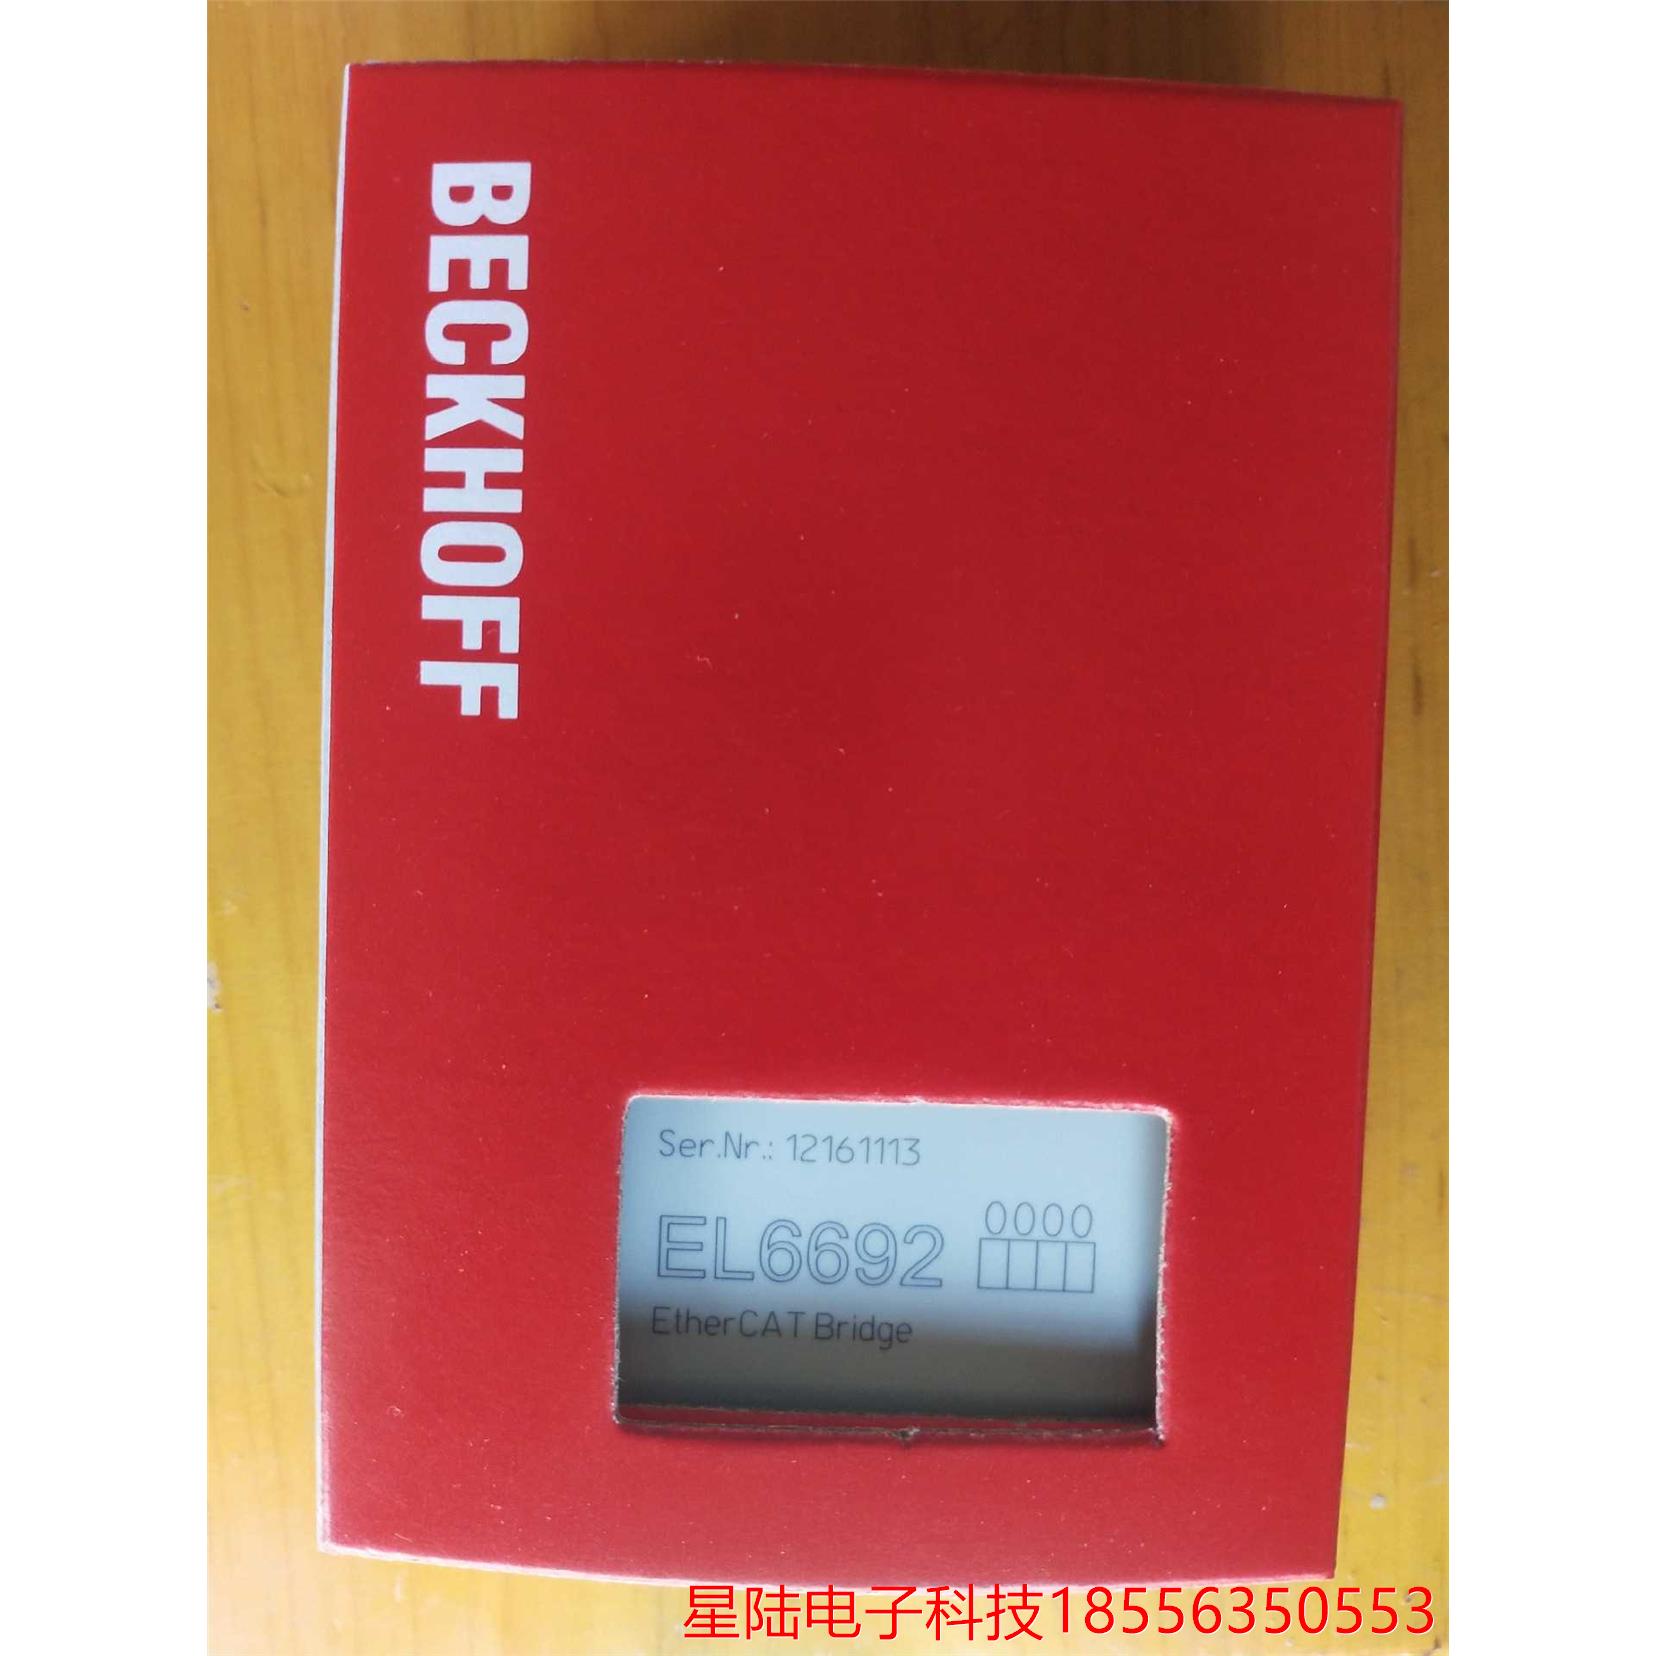 BECKHOFF
Ser.Nr.: 12161113
EL6692
0000
EtherCAT Bridge
星陆电子科技18556350553